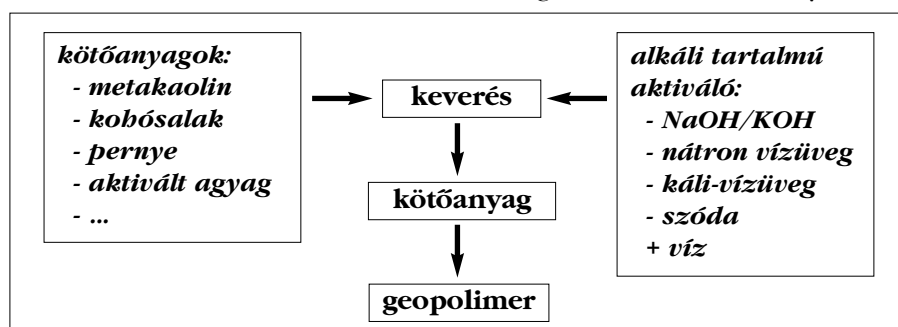 kötőanyagok:
- metakaolin
- kohósalak
- pernye
- aktivált agyag
- ...
keverés
kötőanyag
geopolimer
alkáli tartalmú
aktiváló:
- NaOH/KOH
- nátron vízüveg
- káli-vízüveg
- szóda
+ víz